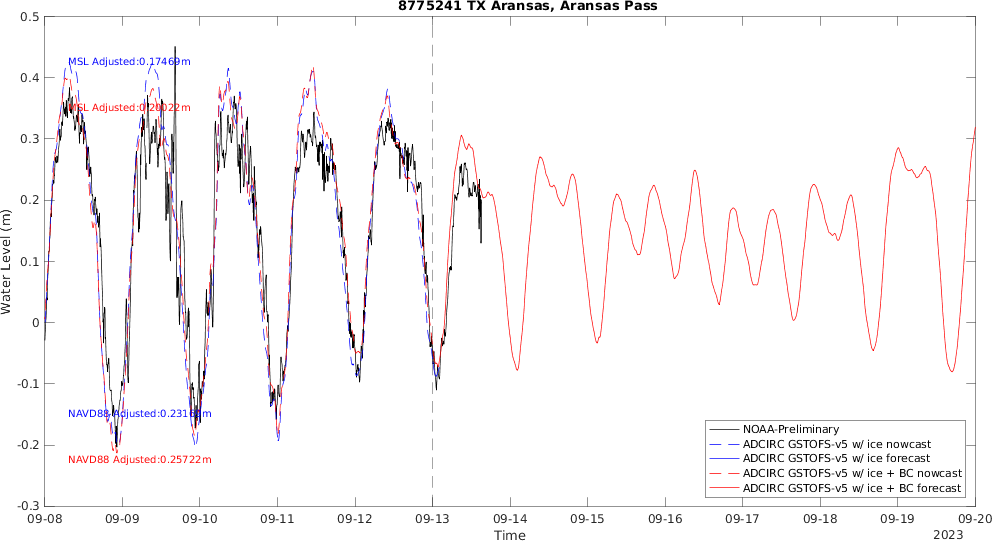 8775241 TX Aransas, Aransas Pass
Water Level (m)
0.5
0.4
0.3
0.2
0.1
0
-0.1
-0.2
-0.3
MSL Adjusted:0.17469m
MSL Adjusted:0.20022m
NAVD88 Adjusted:0.2316 m
NAVD88 Adjusted:0.25722m
NOAA-Preliminary
ADCIRC GSTOFS-v5 w/ ice nowcast
ADCIRC GSTOFS-v5 w/ ice forecast
ADCIRC GSTOFS-v5 w/ ice + BC nowcast
ADCIRC GSTOFS-v5 w/ ice + BC forecast
09-08 09-09 09-10 09-11 09-12 09-13 09-14 09-15 09-16 09-17 09-18 09-19 09-20
Time
2023